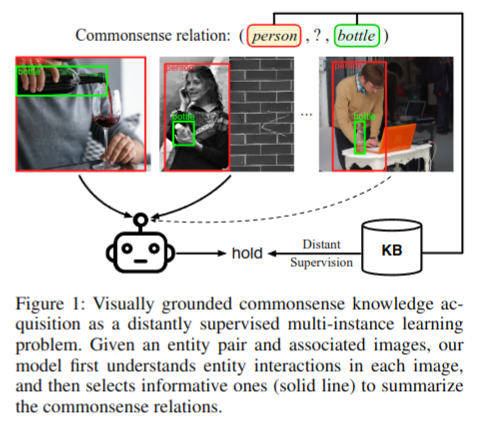 Commonsense relation: ( person , ? , bottle )
bottle
person
bottle
...
person
bottle
hold
Distant
Supervision
KB
Figure 1: Visually grounded commonsense knowledge ac-
quisition as a distantly supervised multi-instance learning
problem. Given an entity pair and associated images, our
model first understands entity interactions in each image,
and then selects informative ones (solid line) to summarize
the commonsense relations.